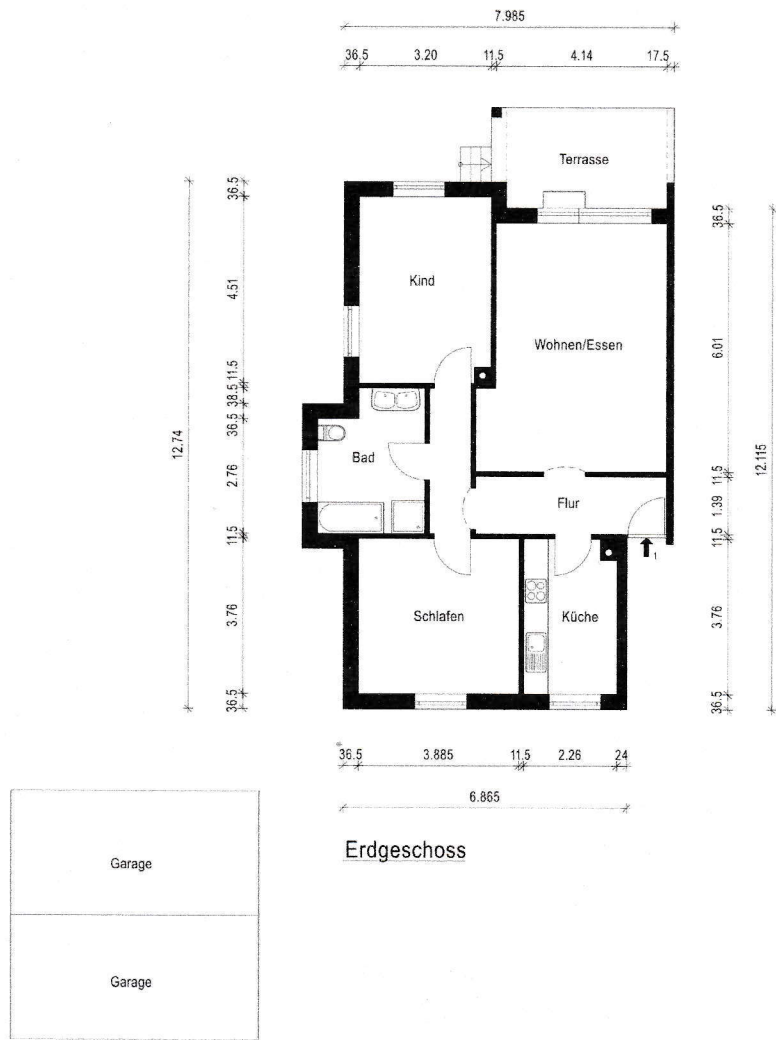 7.985
36.5 3.20 11.5 4.14 17.5
Terrasse
36.5
4.51
11.5
38.5
36.5
2.76
11.5
3.76
36.5
12.74
Kind
Wohnen/Essen
Bad
Flur
1
Schlafen
Küche
36.5
6.01
11.5
1.39
11.5
3.76
36.5
12.115
36.5 3.885 11.5 2.26 24
6.865
Erdgeschoss
Garage
Garage